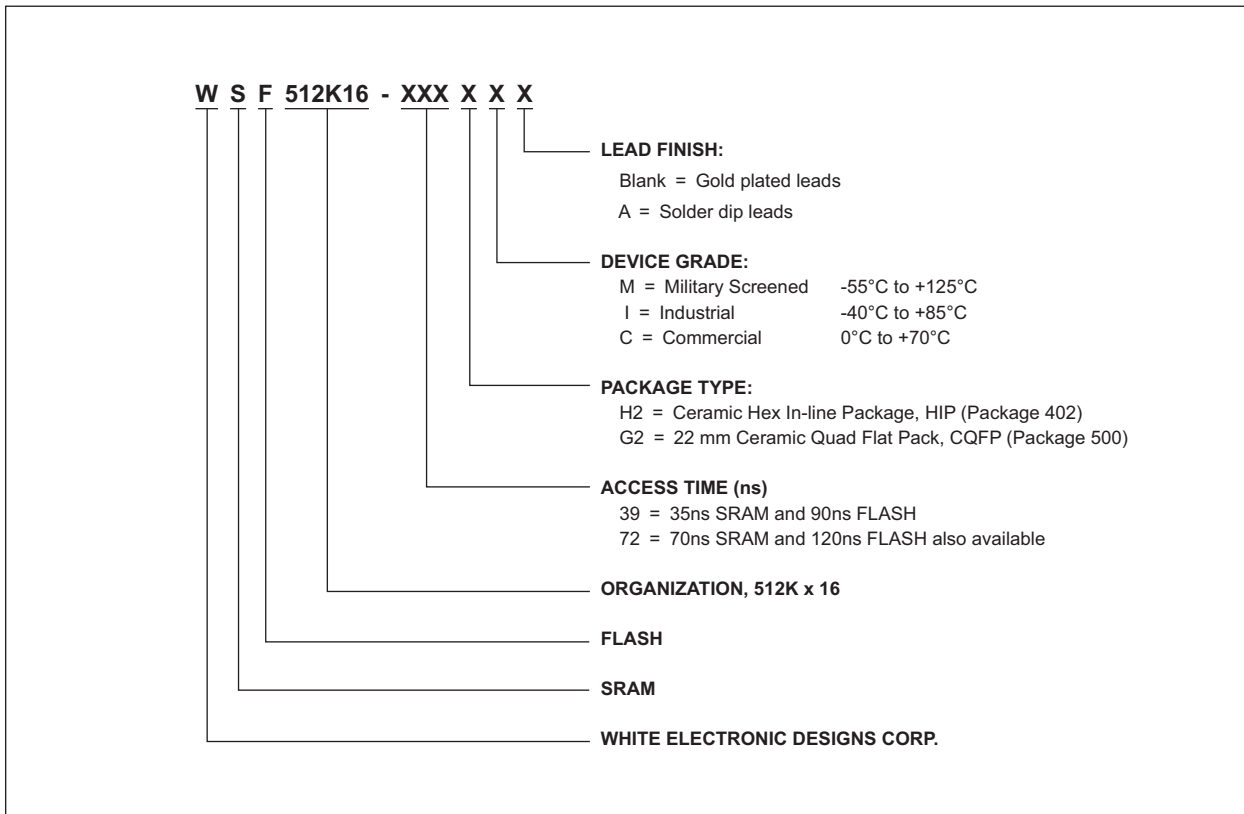 W S F 512K16 - XXX X X X
LEAD FINISH:
Blank = Gold plated leads
A = Solder dip leads
DEVICE GRADE:
M = Military Screened -55°C to +125°C
I = Industrial -40°C to +85°C
C = Commercial 0°C to +70°C
PACKAGE TYPE:
H2 = Ceramic Hex In-line Package, HIP (Package 402)
G2 = 22 mm Ceramic Quad Flat Pack, CQFP (Package 500)
ACCESS TIME (ns)
39 = 35ns SRAM and 90ns FLASH
72 = 70ns SRAM and 120ns FLASH also available
ORGANIZATION, 512K x 16
FLASH
SRAM
WHITE ELECTRONIC DESIGNS CORP.